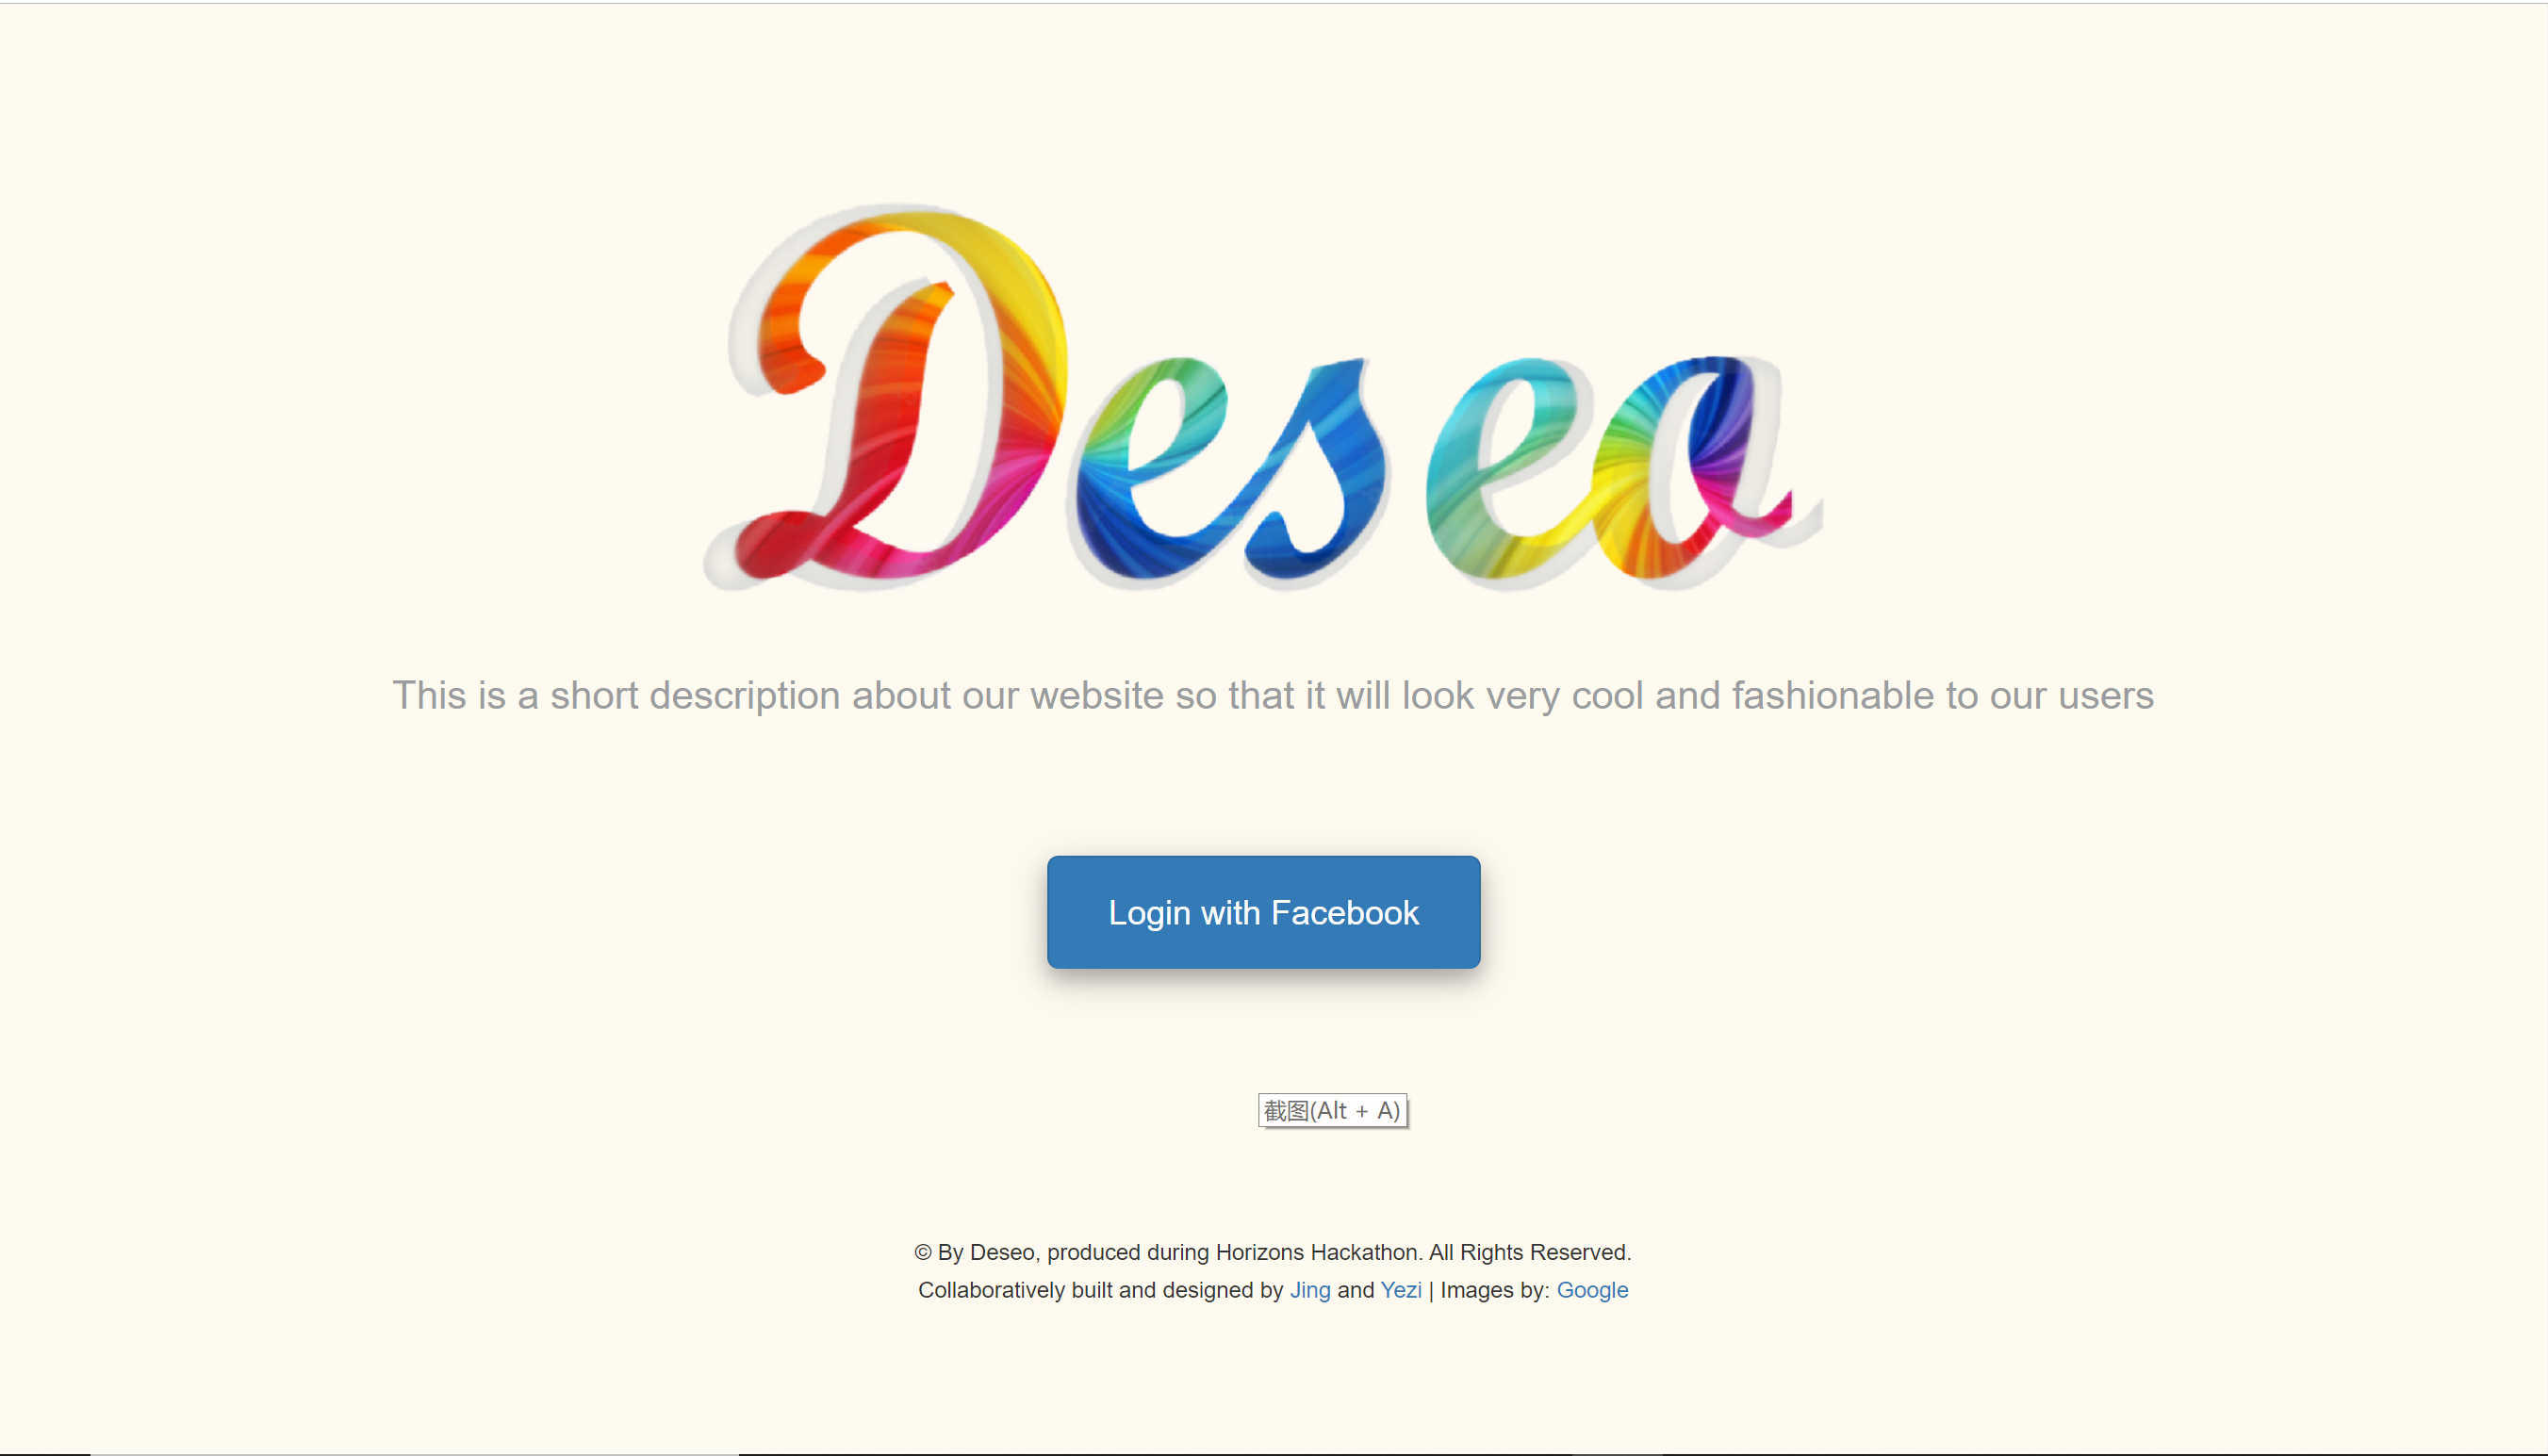 Deseo
This is a short description about our website so that it will look very cool and fashionable to our users
Login with Facebook
截图(Alt + A)
© By Deseo, produced during Horizons Hackathon. All Rights Reserved.
Collaboratively built and designed by Jing and Yezi | Images by: Google